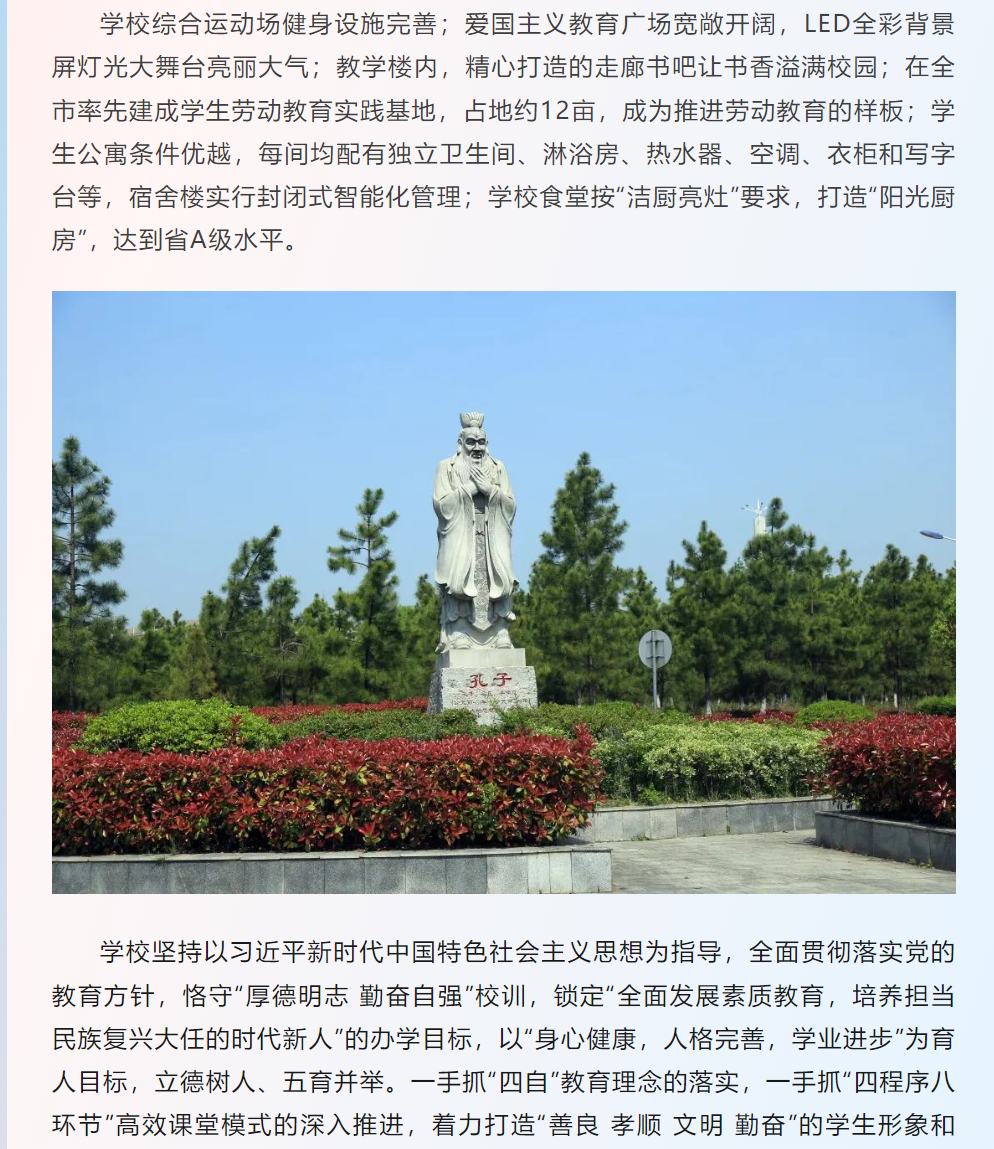 学校综合运动场健身设施完善；爱国主义教育广场宽敞开阔，LED全彩背景
屏灯光大舞台亮丽大气；教学楼内，精心打造的走廊书吧让书香溢满校园；在全
市率先建成学生劳动教育实践基地，占地约12亩，成为推进劳动教育的样板；学
生公寓条件优越，每间均配有独立卫生间、淋浴房、热水器、空调、衣柜和写字
台等，宿舍楼实行封闭式智能化管理；学校食堂按“洁厨亮灶”要求，打造“阳光厨
房”，达到省A级水平。
孔子
学校坚持以习近平新时代中国特色社会主义思想为指导，全面贯彻落实党的
教育方针，恪守“厚德明志 勤奋自强”校训，锁定“全面发展素质教育，培养担当
民族复兴大任的时代新人”的办学目标，以“身心健康，人格完善，学业进步”为育
人目标，立德树人、五育并举。一手抓“四自”教育理念的落实，一手抓“四程序八
环节”高效课堂模式的深入推进，着力打造“善良 孝顺 文明 勤奋”的学生形象和